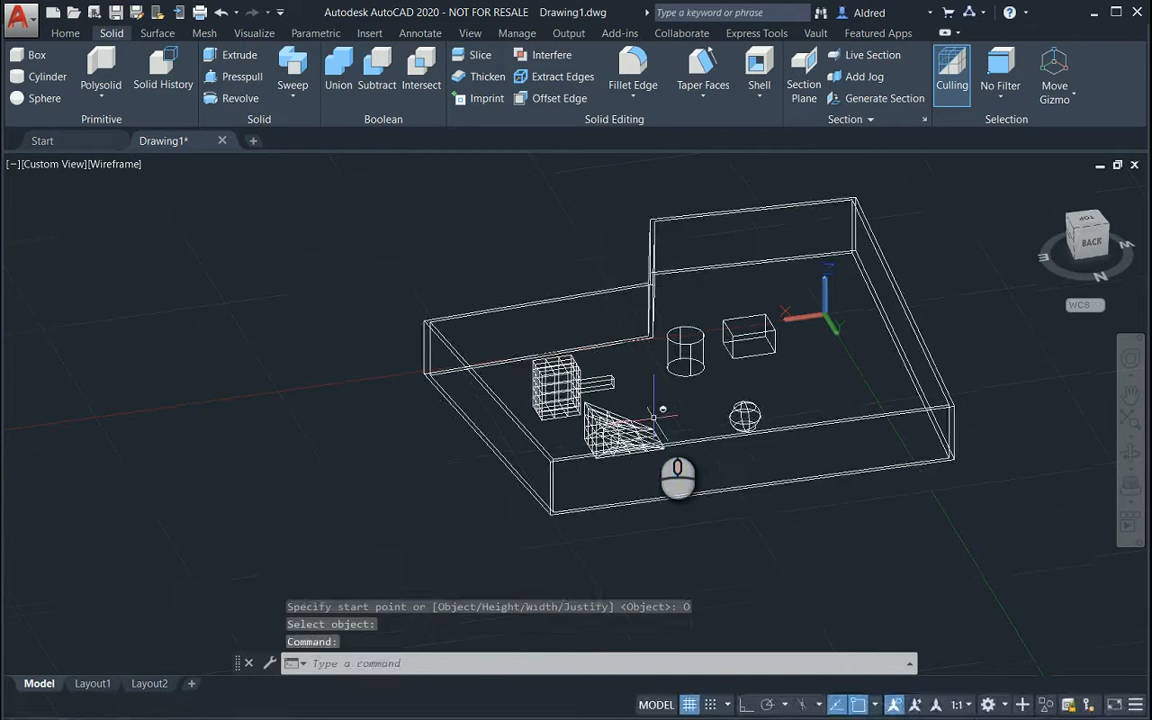 Autodesk AutoCAD 2020 - NOT FOR RESALE Drawing1.dwg
Type a keyword or phrase
Aldred
Home Solid Surface Mesh Visualize Parametric Insert Annotate View Manage Output Add-ins Collaborate Express Tools Vault Featured Apps
Box
Cylinder
Sphere
Polysolid
Solid History
Primitive
Extrude
Presspull
Revolve
Sweep
Solid
Union
Subtract
Intersect
Boolean
Slice
Thicken
Imprint
Interfere
Extract Edges
Offset Edge
Fillet Edge
Taper Faces
Shell
Solid Editing
Section Plane
Live Section
Add Jog
Generate Section
Section
Culling
No Filter
Move Gizmo
Selection
Start
Drawing1*
[−][Custom View][Wireframe]
TOP
BACK
E
M
N
WCS
Z
X
Y
Specify start point or [Object/Height/Width/Justify] <Object>: O
Select object:
Command:
Type a command
Model
Layout1
Layout2
MODEL
1:1